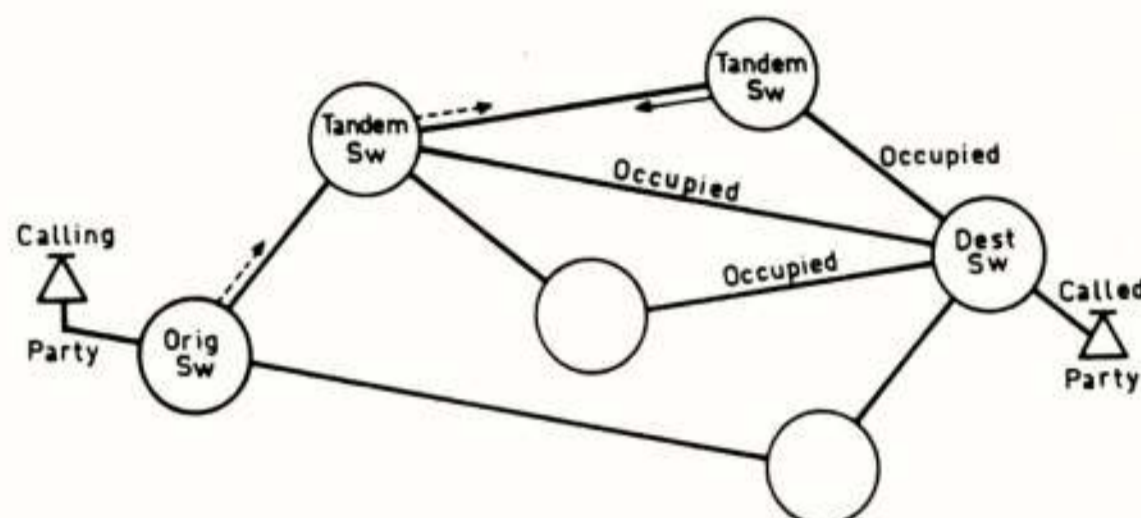 Tandem
Sw
Tandem
Sw
Occupied
Occupied
Calling
Party
Orig
Sw
Occupied
Dest
Sw
Called
Party